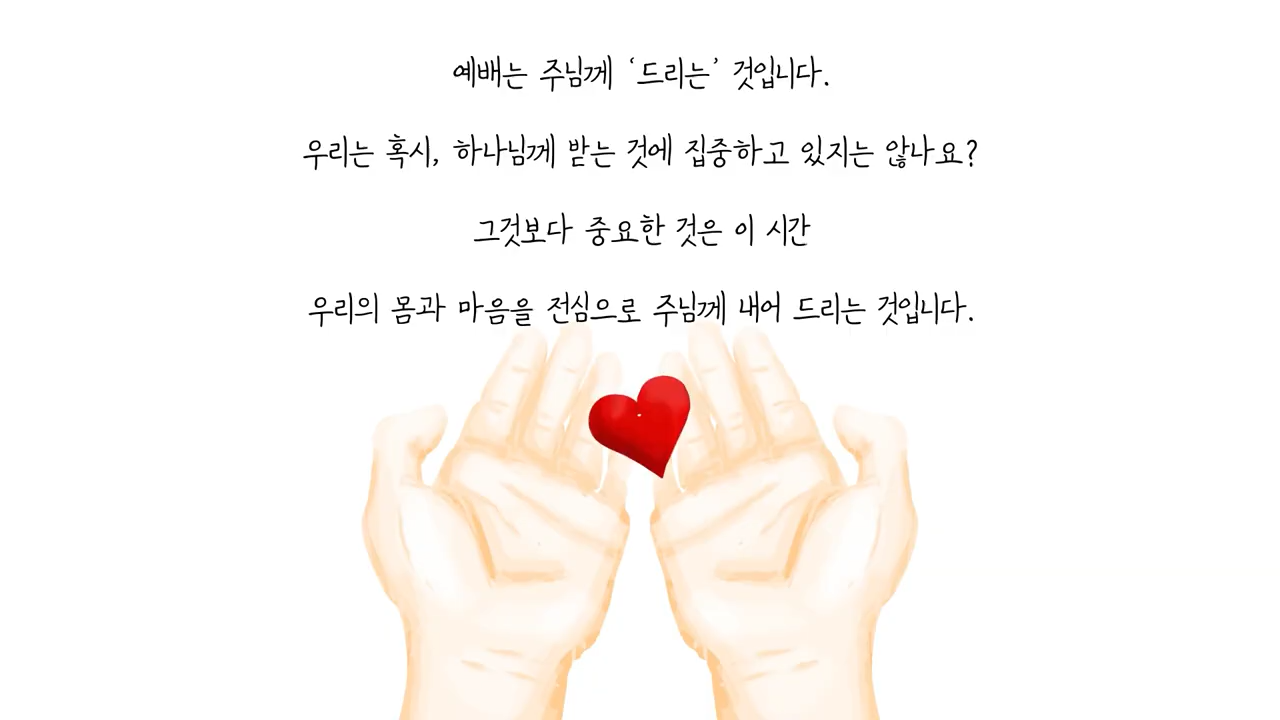 예배는 주님께 ‘드리는’ 것입니다.
우리는 혹시, 하나님께 받는 것에 집중하고 있지는 않나요?
그것보다 중요한 것은 이 시간
우리의 몸과 마음을 전심으로 주님께 내어 드리는 것입니다.